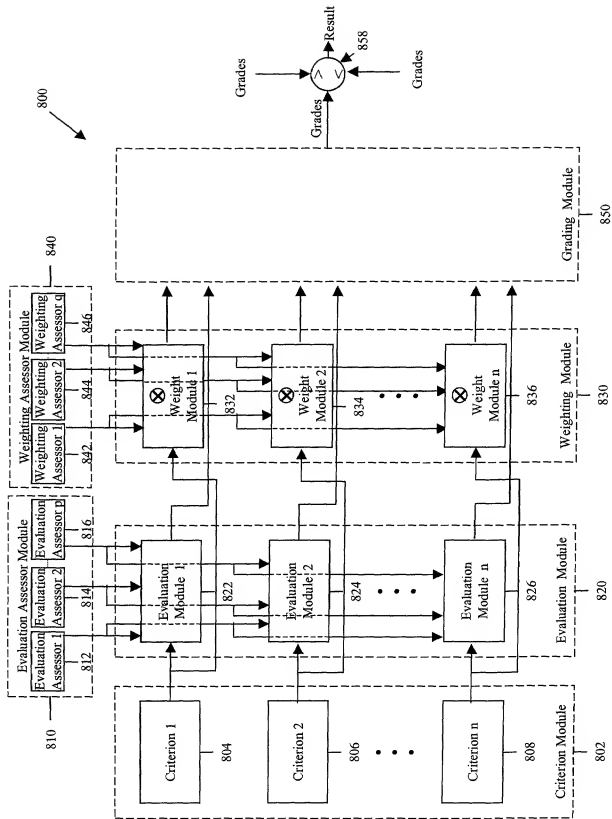 800
810
Evaluation Assessor Module
Evaluation
Assessor 1
812
Evaluation
Assessor 2
814
Evaluation
Assessor p
816
840
Weighting Assessor Module
Weighting
Assessor 1
842
Weighting
Assessor 2
844
Weighting
Assessor q
846
Criterion 1
804
Criterion 2
806
• • •
Criterion n
808
Criterion Module
802
Evaluation
Module 1
822
Evaluation
Module 2
824
• • •
Evaluation
Module n
826
Evaluation Module
820
Weight
Module 1
832
Weight
Module 2
834
• • •
Weight
Module n
836
Weighting Module
830
Grading Module
850
Grades
Grades
Grades
> <
Result
858